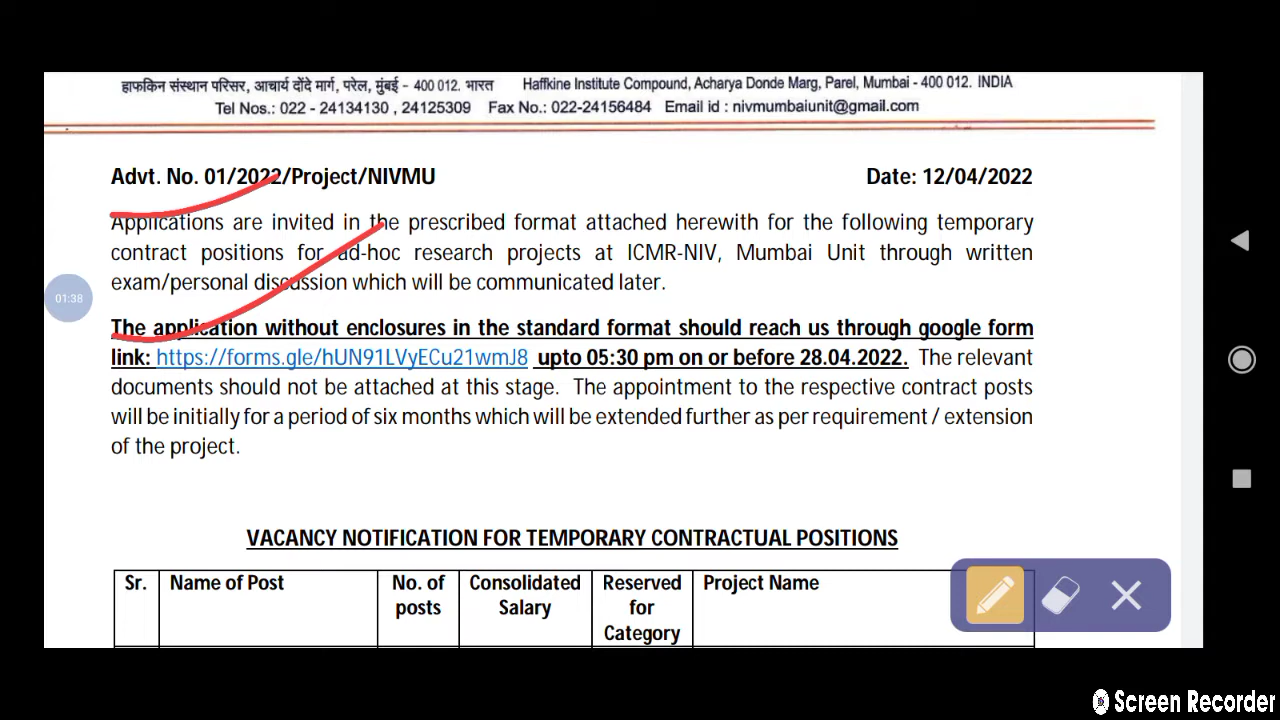 हाफकिन संस्थान परिसर, आचार्य दोंदे मार्ग, परेल, मुंबई - 400 012. भारत Haffkine Institute Compound, Acharya Donde Marg, Parel, Mumbai - 400 012. INDIA
Tel Nos.: 022 - 24134130 , 24125309 Fax No.: 022-24156484 Email id : nivmumbaiunit@gmail.com
Advt. No. 01/2022/Project/NIVMU Date: 12/04/2022
Applications are invited in the prescribed format attached herewith for the following temporary
contract positions for ad-hoc research projects at ICMR-NIV, Mumbai Unit through written
exam/personal discussion which will be communicated later.
01:38
The application without enclosures in the standard format should reach us through google form
link: https://forms.gle/hUN91LVyECu21wmJ8 upto 05:30 pm on or before 28.04.2022. The relevant
documents should not be attached at this stage. The appointment to the respective contract posts
will be initially for a period of six months which will be extended further as per requirement / extension
of the project.
VACANCY NOTIFICATION FOR TEMPORARY CONTRACTUAL POSITIONS
Sr. Name of Post No. of posts Consolidated Salary Reserved for Category Project Name
Screen Recorder